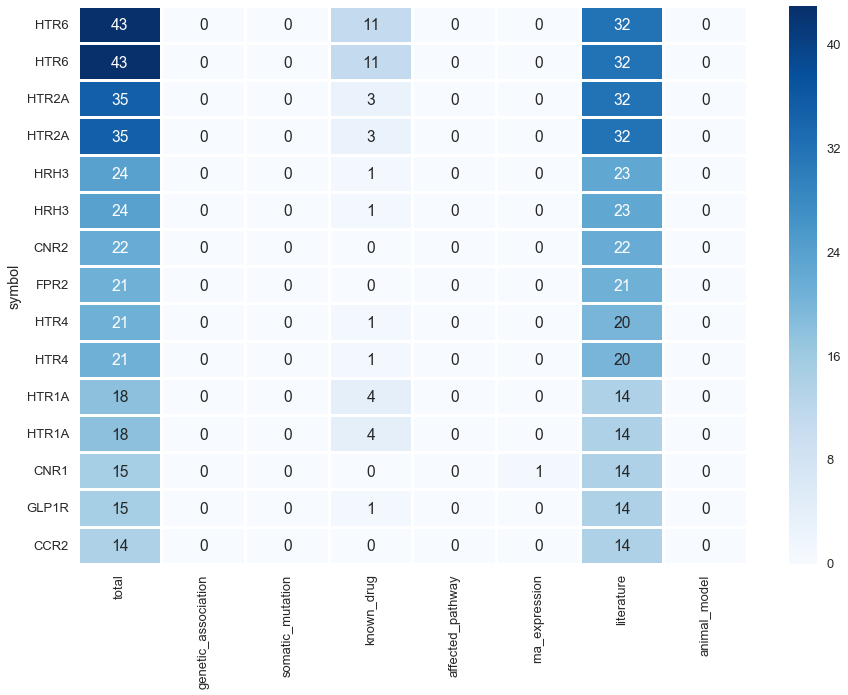 HTR6 43 0 0 11 0 0 32 0
HTR6 43 0 0 11 0 0 32 0
HTR2A 35 0 0 3 0 0 32 0
HTR2A 35 0 0 3 0 0 32 0
HRH3 24 0 0 1 0 0 23 0
HRH3 24 0 0 1 0 0 23 0
CNR2 22 0 0 0 0 0 22 0
FPR2 21 0 0 0 0 0 21 0
HTR4 21 0 0 1 0 0 20 0
HTR4 21 0 0 1 0 0 20 0
HTR1A 18 0 0 4 0 0 14 0
HTR1A 18 0 0 4 0 0 14 0
CNR1 15 0 0 0 0 1 14 0
GLP1R 15 0 0 1 0 0 14 0
CCR2 14 0 0 0 0 0 14 0
symbol
total
genetic_association
somatic_mutation
known_drug
affected_pathway
rna_expression
literature
animal_model
40
32
24
16
8
0